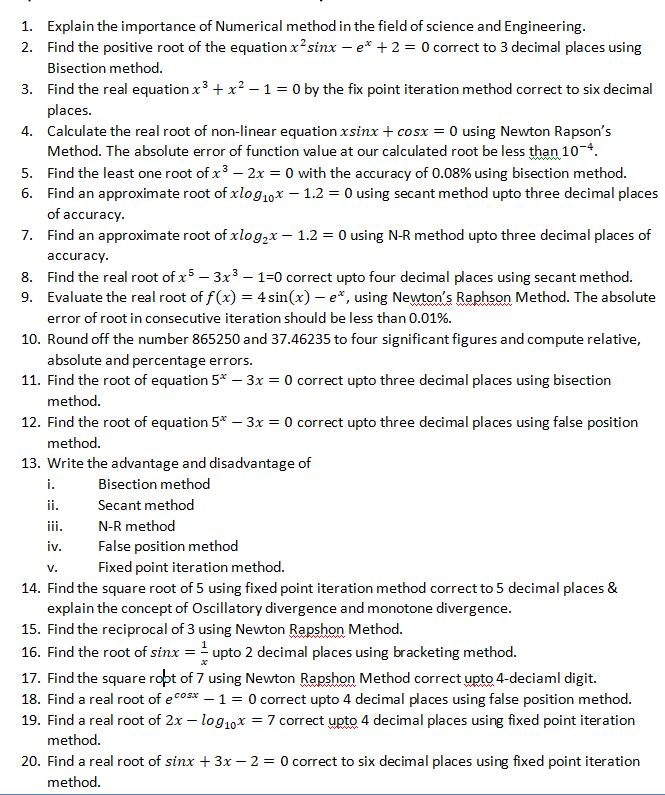 1. Explain the importance of Numerical method in the field of science and Engineering.
2. Find the positive root of the equation x²sinx − eˣ + 2 = 0 correct to 3 decimal places using
Bisection method.
3. Find the real equation x³ + x² − 1 = 0 by the fix point iteration method correct to six decimal
places.
4. Calculate the real root of non-linear equation xsinx + cosx = 0 using Newton Rapson's
Method. The absolute error of function value at our calculated root be less than 10⁻⁴.
5. Find the least one root of x³ − 2x = 0 with the accuracy of 0.08% using bisection method.
6. Find an approximate root of xlog₁₀x − 1.2 = 0 using secant method upto three decimal places
of accuracy.
7. Find an approximate root of xlog₂x − 1.2 = 0 using N-R method upto three decimal places of
accuracy.
8. Find the real root of x⁵ − 3x³ − 1=0 correct upto four decimal places using secant method.
9. Evaluate the real root of f(x) = 4 sin(x) − eˣ, using Newton's Raphson Method. The absolute
error of root in consecutive iteration should be less than 0.01%.
10. Round off the number 865250 and 37.46235 to four significant figures and compute relative,
absolute and percentage errors.
11. Find the root of equation 5ˣ − 3x = 0 correct upto three decimal places using bisection
method.
12. Find the root of equation 5ˣ − 3x = 0 correct upto three decimal places using false position
method.
13. Write the advantage and disadvantage of
i. Bisection method
ii. Secant method
iii. N-R method
iv. False position method
v. Fixed point iteration method.
14. Find the square root of 5 using fixed point iteration method correct to 5 decimal places &
explain the concept of Oscillatory divergence and monotone divergence.
15. Find the reciprocal of 3 using Newton Rapshon Method.
16. Find the root of sinx = 1/x upto 2 decimal places using bracketing method.
17. Find the square root of 7 using Newton Rapshon Method correct upto 4-deciaml digit.
18. Find a real root of e^cosx − 1 = 0 correct upto 4 decimal places using false position method.
19. Find a real root of 2x − log₁₀x = 7 correct upto 4 decimal places using fixed point iteration
method.
20. Find a real root of sinx + 3x − 2 = 0 correct to six decimal places using fixed point iteration
method.